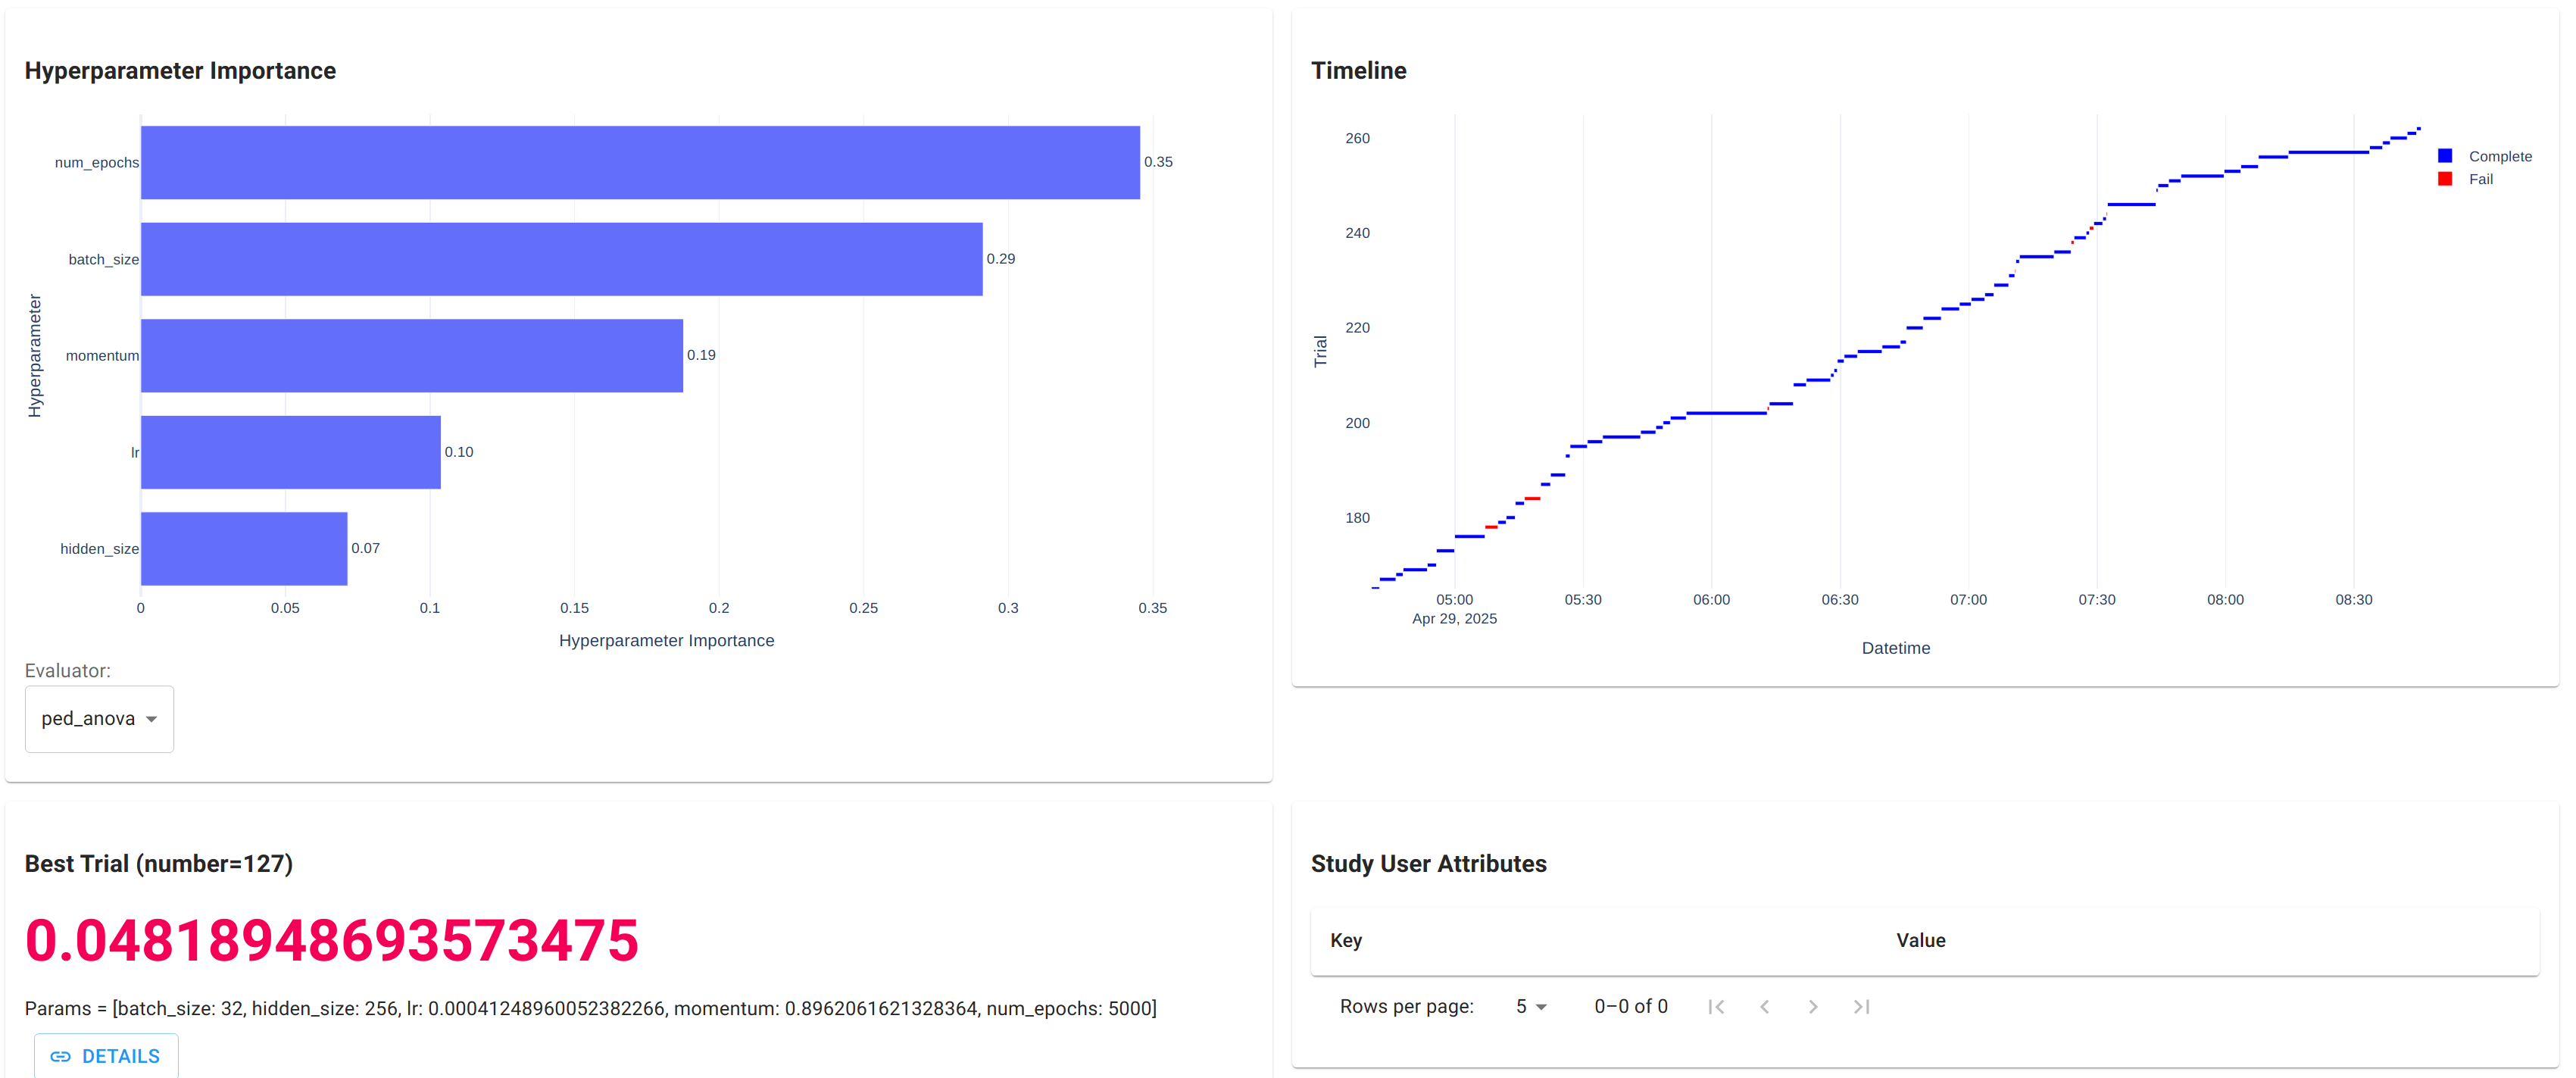 Hyperparameter Importance
Hyperparameter
num_epochs
0.35
batch_size
0.29
momentum
0.19
lr
0.10
hidden_size
0.07
0 0.05 0.1 0.15 0.2 0.25 0.3 0.35
Hyperparameter Importance
Evaluator:
ped_anova
Timeline
Trial
260
240
220
200
180
05:00 05:30 06:00 06:30 07:00 07:30 08:00 08:30
Apr 29, 2025
Datetime
Complete
Fail
Best Trial (number=127)
0.04818948693573475
Params = [batch_size: 32, hidden_size: 256, lr: 0.00041248960052382266, momentum: 0.8962061621328364, num_epochs: 5000]
DETAILS
Study User Attributes
Key Value
Rows per page: 5 0–0 of 0